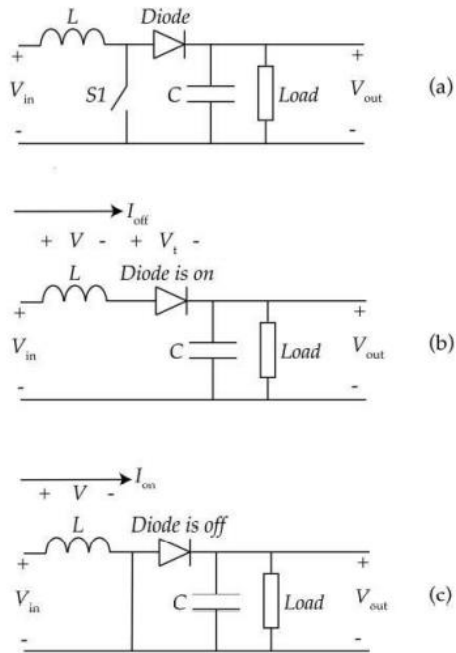 L Diode
+ +
V_in S1 C Load V_out (a)
- -
I_off
+ V - + V_t -
L Diode is on
+ +
V_in C Load V_out (b)
- -
I_on
+ V -
L Diode is off
+ +
V_in C Load V_out (c)
- -